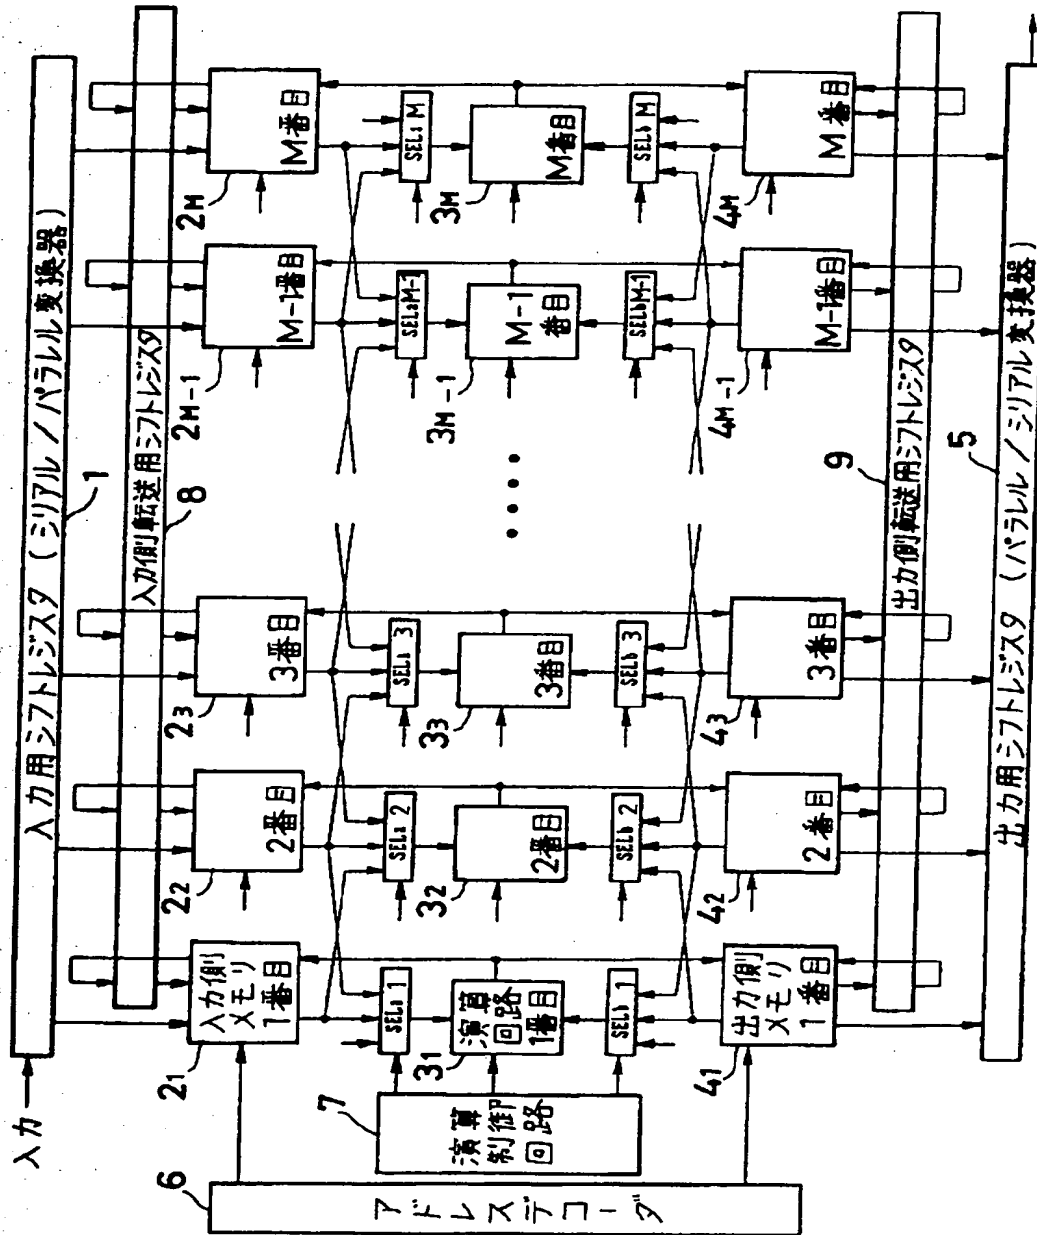 入力
入力用シフトレジスタ(シリアル/パラレル変換器)
1
入力側転送用シフトレジスタ
8
21
入力側
メモリ
1番目
22
2番目
23
3番目
2M-1
M-1番目
2M
M番目
SELa 1
SELa 2
SELa 3
SELaM-1
SELa M
6
アドレスデコーダ
7
演算
制御
回路
31
演算
回路
1番目
32
2番目
33
3番目
3M-1
M-1
番目
3M
M番目
SELb 1
SELb 2
SELb 3
SELbM-1
SELb M
41
出力側
メモリ
1番目
42
2番目
43
3番目
4M-1
M-1番目
4M
M番目
9
出力側転送用シフトレジスタ
5
出力用シフトレジスタ(パラレル/シリアル変換器)